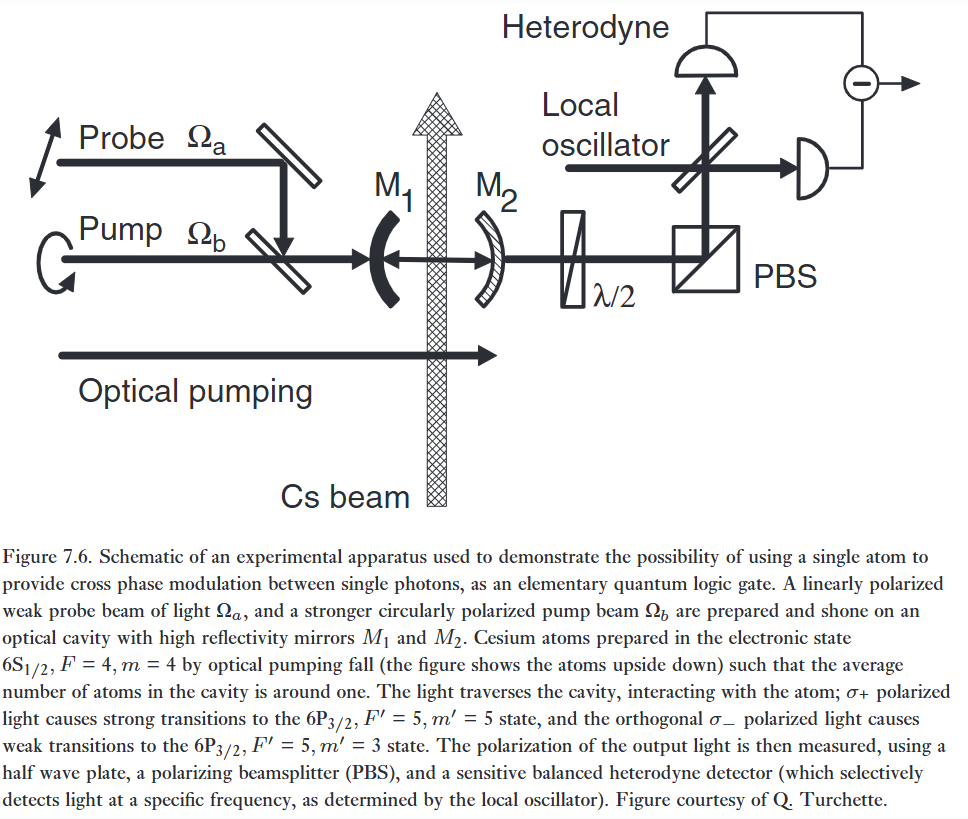 Heterodyne
Local
oscillator
Probe Ωa
Pump Ωb
M1
M2
λ/2
PBS
Optical pumping
Cs beam
Figure 7.6. Schematic of an experimental apparatus used to demonstrate the possibility of using a single atom to
provide cross phase modulation between single photons, as an elementary quantum logic gate. A linearly polarized
weak probe beam of light Ωa, and a stronger circularly polarized pump beam Ωb are prepared and shone on an
optical cavity with high reflectivity mirrors M1 and M2. Cesium atoms prepared in the electronic state
6S1/2, F = 4, m = 4 by optical pumping fall (the figure shows the atoms upside down) such that the average
number of atoms in the cavity is around one. The light traverses the cavity, interacting with the atom; σ+ polarized
light causes strong transitions to the 6P3/2, F′ = 5, m′ = 5 state, and the orthogonal σ− polarized light causes
weak transitions to the 6P3/2, F′ = 5, m′ = 3 state. The polarization of the output light is then measured, using a
half wave plate, a polarizing beamsplitter (PBS), and a sensitive balanced heterodyne detector (which selectively
detects light at a specific frequency, as determined by the local oscillator). Figure courtesy of Q. Turchette.